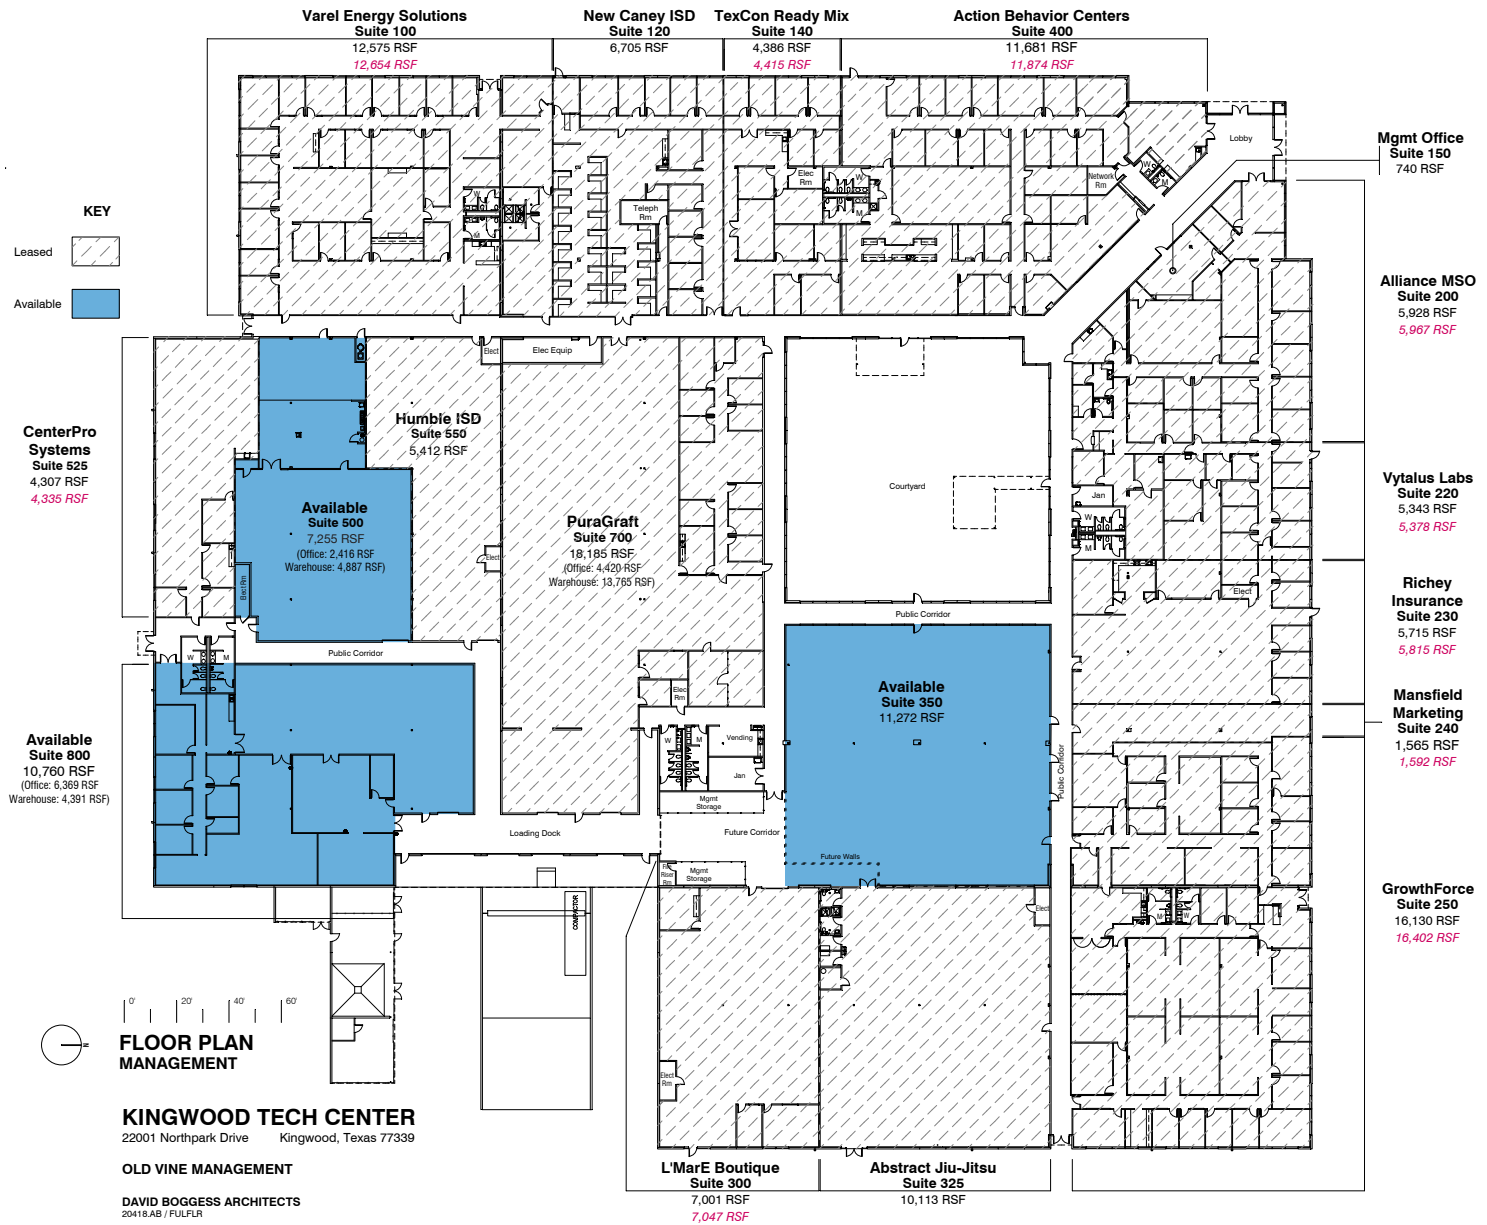 Varel Energy Solutions
Suite 100
12,575 RSF
12,654 RSF
New Caney ISD
Suite 120
6,705 RSF
TexCon Ready Mix
Suite 140
4,386 RSF
4,415 RSF
Action Behavior Centers
Suite 400
11,681 RSF
11,874 RSF
Lobby
Mgmt Office
Suite 150
740 RSF
Elec
Rm
W
M
Network
Rm
W
M
W
M
Teleph
Rm
KEY
Leased
Available
Alliance MSO
Suite 200
5,928 RSF
5,967 RSF
Elect
Elec Equip
CenterPro
Systems
Suite 525
4,307 RSF
4,335 RSF
Humble ISD
Suite 550
5,412 RSF
Available
Suite 500
7,255 RSF
(Office: 2,416 RSF
Warehouse: 4,887 RSF)
Elect Rm
Elect
PuraGraft
Suite 700
18,185 RSF
(Office: 4,420 RSF
Warehouse: 13,765 RSF)
Courtyard
Jan
W
M
Vytalus Labs
Suite 220
5,343 RSF
5,378 RSF
Elect
Richey
Insurance
Suite 230
5,715 RSF
5,815 RSF
Public Corridor
Public Corridor
W
M
Elec
Rm
Available
Suite 350
11,272 RSF
Public Corridor
Mansfield
Marketing
Suite 240
1,565 RSF
1,592 RSF
Available
Suite 800
10,760 RSF
(Office: 6,369 RSF
Warehouse: 4,391 RSF)
W
M
Vending
Jan
Mgmt
Storage
Loading Dock
Future Corridor
Future Walls
Fire
Riser
Rm
Mgmt
Storage
COMPACTOR
Elect
M
W
GrowthForce
Suite 250
16,130 RSF
16,402 RSF
Elect
Rm
0'
20'
40'
60'
N
FLOOR PLAN
MANAGEMENT
KINGWOOD TECH CENTER
22001 Northpark Drive Kingwood, Texas 77339
OLD VINE MANAGEMENT
DAVID BOGGESS ARCHITECTS
20418.AB / FULFLR
L'MarE Boutique
Suite 300
7,001 RSF
7,047 RSF
Abstract Jiu-Jitsu
Suite 325
10,113 RSF